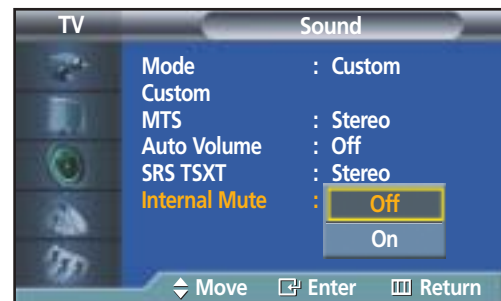 TV Sound
Mode : Custom
Custom
MTS : Stereo
Auto Volume : Off
SRS TSXT : Stereo
Internal Mute : Off
On
Move Enter Return